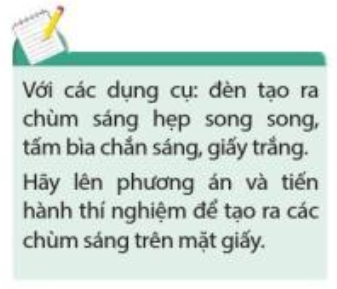 Với các dụng cụ: đèn tạo ra
chùm sáng hẹp song song,
tấm bìa chắn sáng, giấy trắng.
Hãy lên phương án và tiến
hành thí nghiệm để tạo ra các
chùm sáng trên mặt giấy.